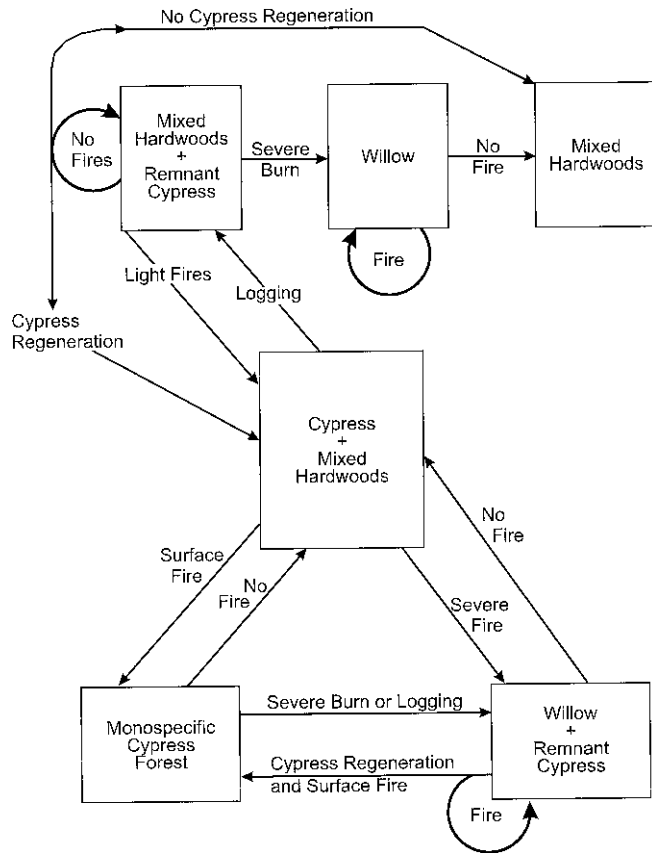 No Cypress Regeneration
No
Fires
Mixed
Hardwoods
+
Remnant
Cypress
Severe
Burn
Willow
No
Fire
Mixed
Hardwoods
Fire
Light Fires
Logging
Cypress
Regeneration
Cypress
+
Mixed
Hardwoods
Surface
Fire
No
Fire
Severe
Fire
No
Fire
Monospecific
Cypress
Forest
Severe Burn or Logging
Cypress Regeneration
and Surface Fire
Willow
+
Remnant
Cypress
Fire